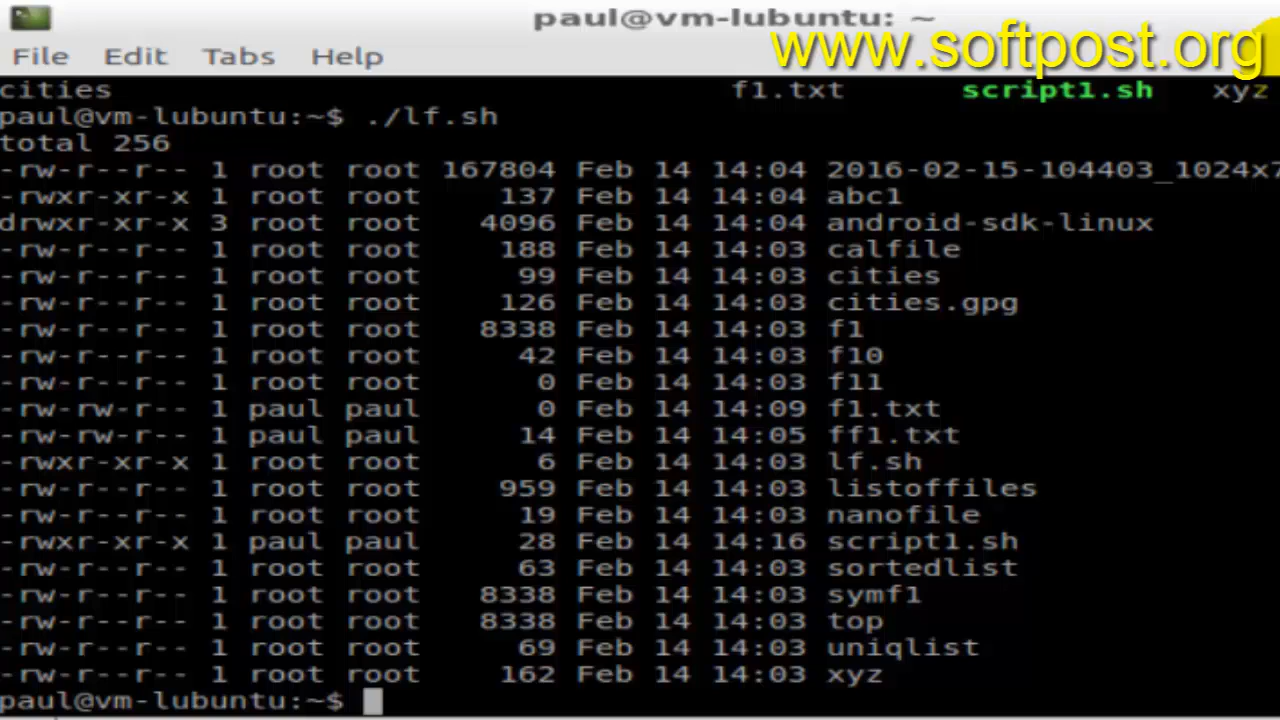 paul@vm-lubuntu: ~
www.softpost.org
File Edit Tabs Help
cities f1.txt script1.sh xyz
paul@vm-lubuntu:~$ ./lf.sh
total 256
-rw-r--r-- 1 root root 167804 Feb 14 14:04 2016-02-15-104403_1024x7
-rwxr-xr-x 1 root root 137 Feb 14 14:04 abc1
drwxr-xr-x 3 root root 4096 Feb 14 14:04 android-sdk-linux
-rw-r--r-- 1 root root 188 Feb 14 14:03 calfile
-rw-r--r-- 1 root root 99 Feb 14 14:03 cities
-rw-r--r-- 1 root root 126 Feb 14 14:03 cities.gpg
-rw-r--r-- 1 root root 8338 Feb 14 14:03 f1
-rw-r--r-- 1 root root 42 Feb 14 14:03 f10
-rw-r--r-- 1 root root 0 Feb 14 14:03 f11
-rw-rw-r-- 1 paul paul 0 Feb 14 14:09 f1.txt
-rw-rw-r-- 1 paul paul 14 Feb 14 14:05 ff1.txt
-rwxr-xr-x 1 root root 6 Feb 14 14:03 lf.sh
-rw-r--r-- 1 root root 959 Feb 14 14:03 listoffiles
-rw-r--r-- 1 root root 19 Feb 14 14:03 nanofile
-rwxr-xr-x 1 paul paul 28 Feb 14 14:16 script1.sh
-rw-r--r-- 1 root root 63 Feb 14 14:03 sortedlist
-rw-r--r-- 1 root root 8338 Feb 14 14:03 symf1
-rw-r--r-- 1 root root 8338 Feb 14 14:03 top
-rw-r--r-- 1 root root 69 Feb 14 14:03 uniqlist
-rw-r--r-- 1 root root 162 Feb 14 14:03 xyz
paul@vm-lubuntu:~$